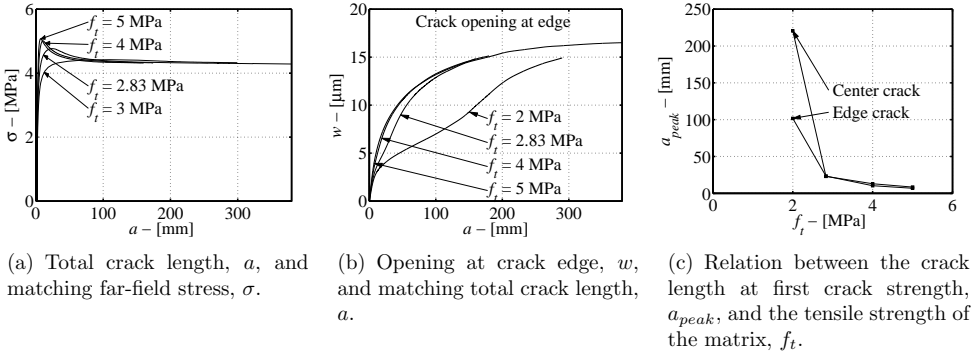 6
4
2
0
σ – [MPa]
0
100
200
300
a – [mm]
f_t = 5 MPa
f_t = 4 MPa
f_t = 2.83 MPa
f_t = 3 MPa
20
15
10
5
0
w – [µm]
0
100
200
300
a – [mm]
Crack opening at edge
f_t = 2 MPa
f_t = 2.83 MPa
f_t = 4 MPa
f_t = 5 MPa
250
200
150
100
50
0
a_peak – [mm]
0
2
4
6
f_t – [MPa]
Center crack
Edge crack
(a) Total crack length, a, and
matching far-field stress, σ.
(b) Opening at crack edge, w,
and matching total crack length,
a.
(c) Relation between the crack
length at first crack strength,
a_peak, and the tensile strength of
the matrix, f_t.